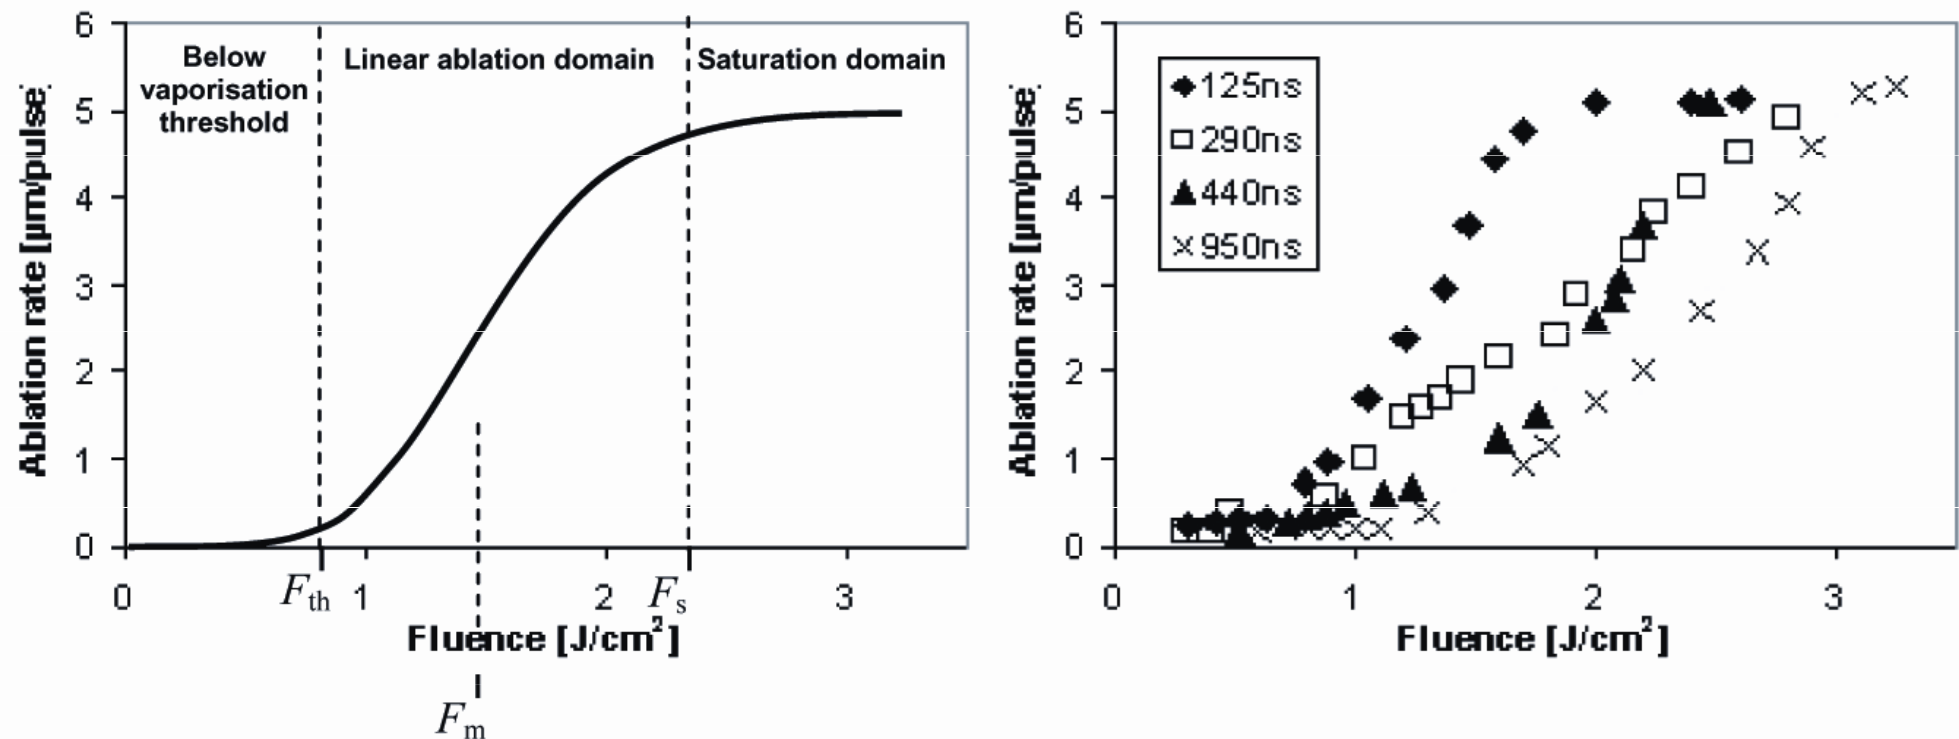 6
5
4
3
2
1
0
Ablation rate [µm/pulse]
Below
vaporisation
threshold
Linear ablation domain
Saturation domain
0
Fth
1
2
Fs
3
Fluence [J/cm²]
Fm
6
5
4
3
2
1
0
Ablation rate [µm/pulse]
125ns
290ns
440ns
950ns
0
1
2
3
Fluence [J/cm²]